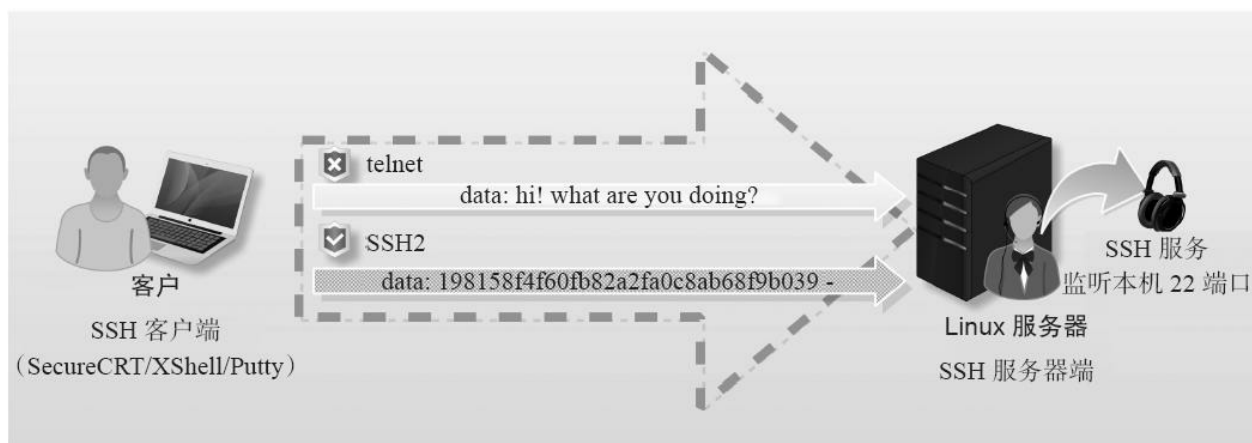 telnet
data: hi! what are you doing?
SSH2
data: 198158f4f60fb82a2fa0c8ab68f9b039 -
客户
SSH 客户端
（SecureCRT/XShell/Putty）
SSH 服务
监听本机 22 端口
Linux 服务器
SSH 服务器端